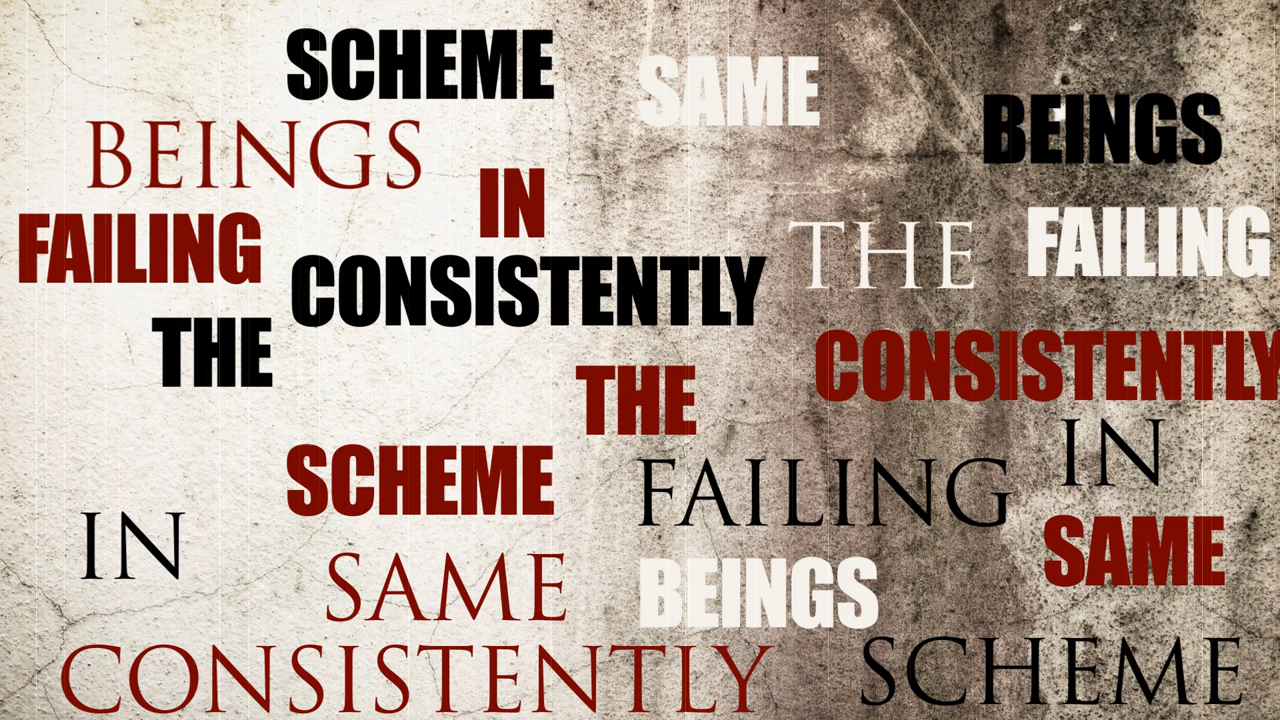 SCHEME
SAME
BEINGS
BEINGS
IN
FAILING
THE
FAILING
CONSISTENTLY
THE
CONSISTENTLY
THE
IN
SCHEME
FAILING
IN
SAME
SAME
BEINGS
CONSISTENTLY
SCHEME